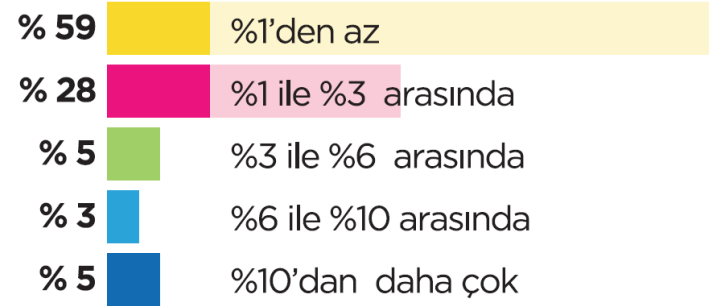 % 59 %1'den az
% 28 %1 ile %3 arasında
% 5 %3 ile %6 arasında
% 3 %6 ile %10 arasında
% 5 %10'dan daha çok